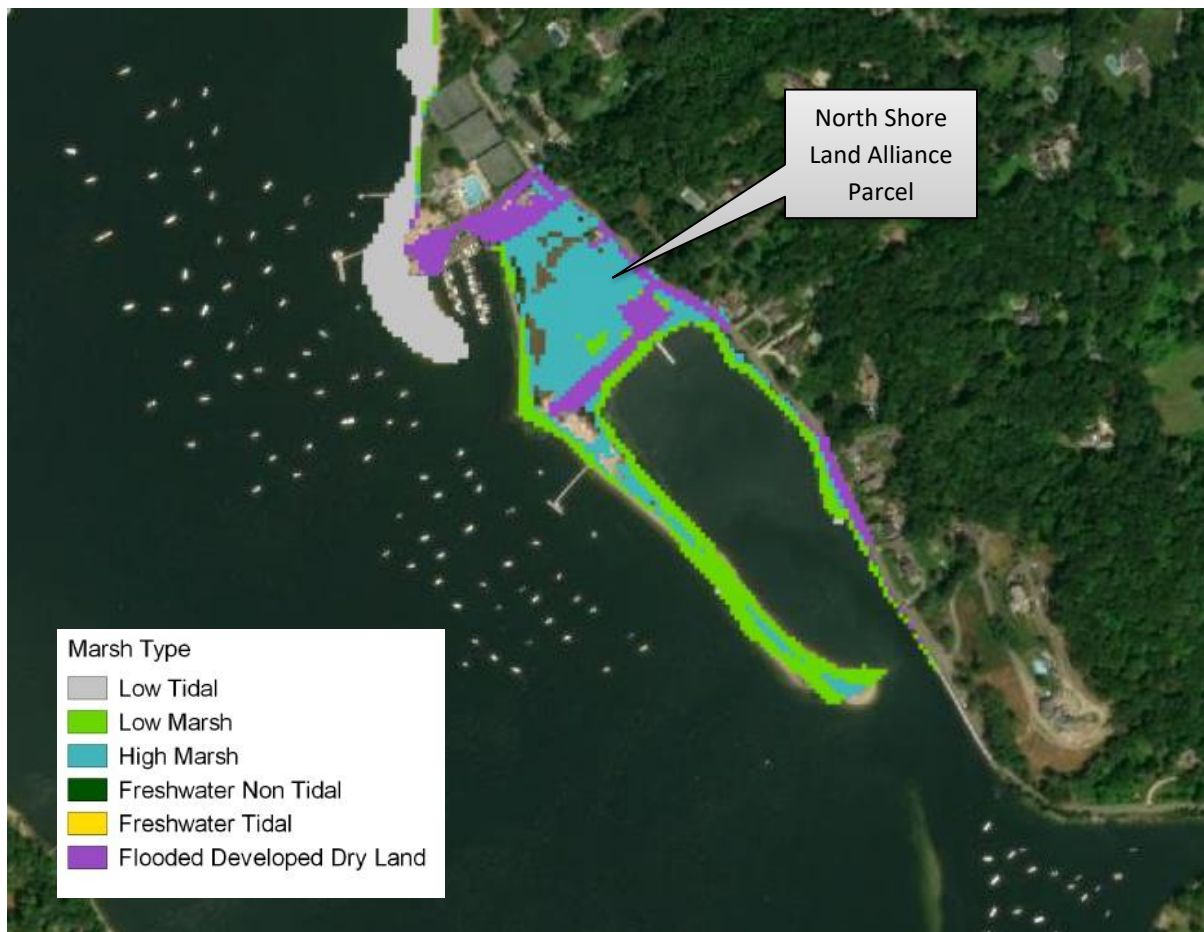 North Shore
Land Alliance
Parcel
Marsh Type
Low Tidal
Low Marsh
High Marsh
Freshwater Non Tidal
Freshwater Tidal
Flooded Developed Dry Land